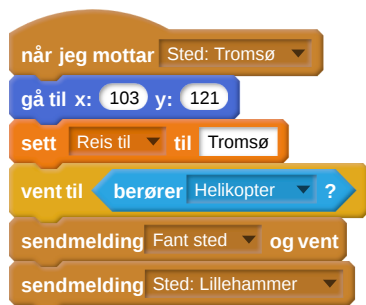 når jeg mottar Sted: Tromsø
gå til x: 103 y: 121
sett Reis til til Tromsø
vent til berører Helikopter ?
sendmelding Fant sted og vent
sendmelding Sted: Lillehammer